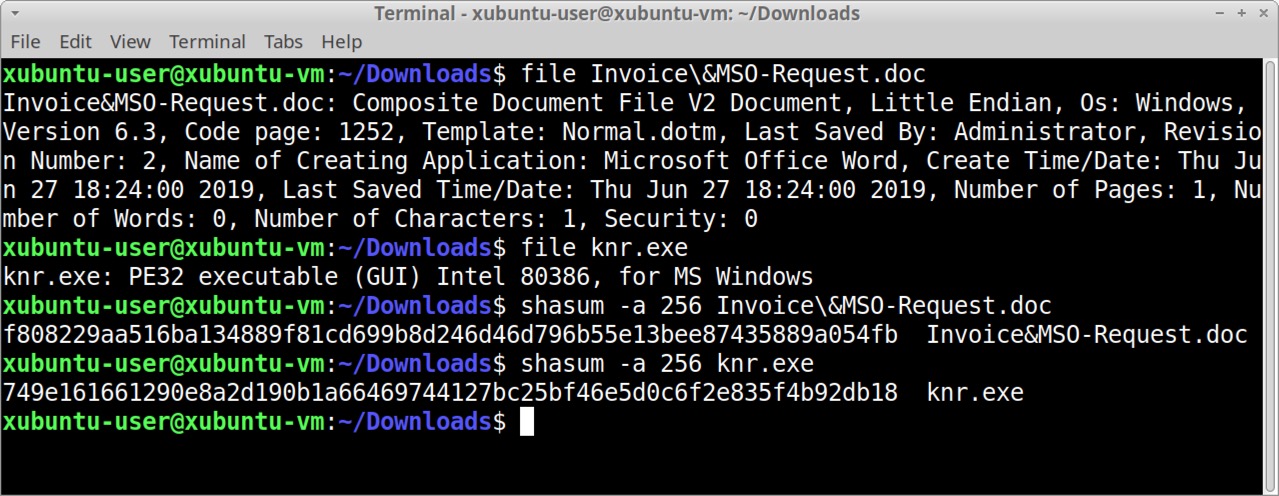 Terminal - xubuntu-user@xubuntu-vm: ~/Downloads
File Edit View Terminal Tabs Help
xubuntu-user@xubuntu-vm:~/Downloads$ file Invoice\&MSO-Request.doc
Invoice&MSO-Request.doc: Composite Document File V2 Document, Little Endian, Os: Windows,
Version 6.3, Code page: 1252, Template: Normal.dotm, Last Saved By: Administrator, Revisio
n Number: 2, Name of Creating Application: Microsoft Office Word, Create Time/Date: Thu Ju
n 27 18:24:00 2019, Last Saved Time/Date: Thu Jun 27 18:24:00 2019, Number of Pages: 1, Nu
mber of Words: 0, Number of Characters: 1, Security: 0
xubuntu-user@xubuntu-vm:~/Downloads$ file knr.exe
knr.exe: PE32 executable (GUI) Intel 80386, for MS Windows
xubuntu-user@xubuntu-vm:~/Downloads$ shasum -a 256 Invoice\&MSO-Request.doc
f808229aa516ba134889f81cd699b8d246d46d796b55e13bee87435889a054fb  Invoice&MSO-Request.doc
xubuntu-user@xubuntu-vm:~/Downloads$ shasum -a 256 knr.exe
749e161661290e8a2d190b1a66469744127bc25bf46e5d0c6f2e835f4b92db18  knr.exe
xubuntu-user@xubuntu-vm:~/Downloads$